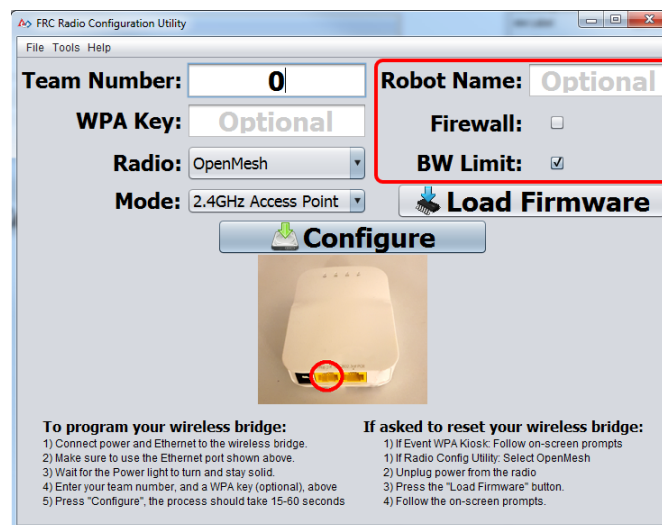 FRC Radio Configuration Utility
File Tools Help
Team Number: 0
Robot Name: Optional
WPA Key: Optional
Firewall:
Radio: OpenMesh
BW Limit:
Mode: 2.4GHz Access Point
Load Firmware
Configure
To program your wireless bridge:
1) Connect power and Ethernet to the wireless bridge.
2) Make sure to use the Ethernet port shown above.
3) Wait for the Power light to turn and stay solid.
4) Enter your team number, and a WPA key (optional), above
5) Press "Configure", the process should take 15-60 seconds
If asked to reset your wireless bridge:
1) If Event WPA Kiosk: Follow on-screen prompts
1) If Radio Config Utility: Select OpenMesh
2) Unplug power from the radio
3) Press the "Load Firmware" button.
4) Follow the on-screen prompts.